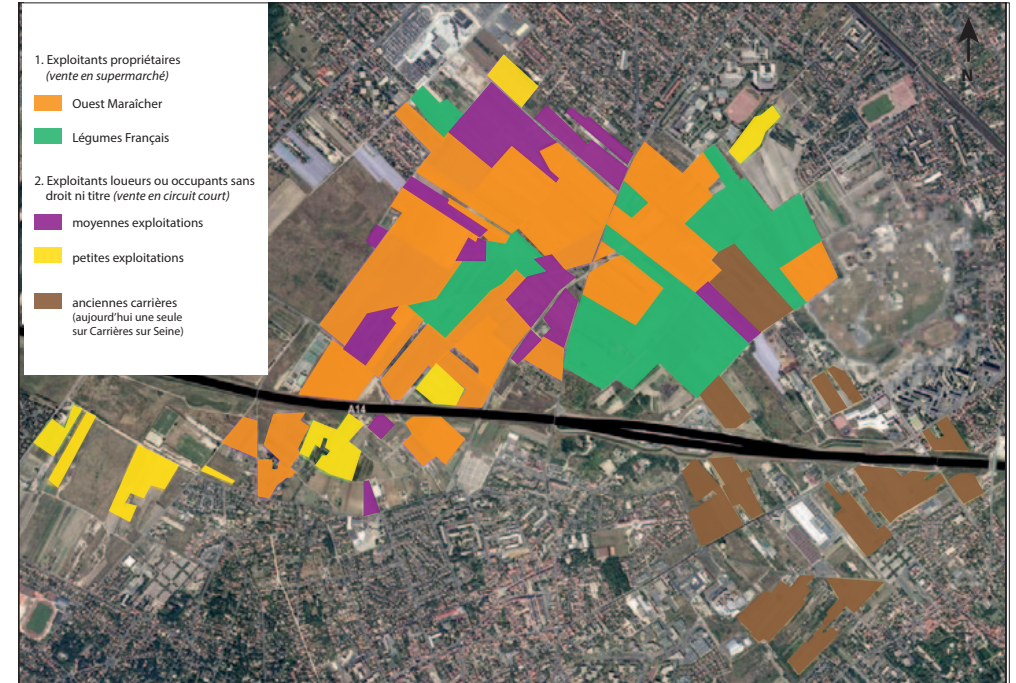 1. Exploitants propriétaires
(vente en supermarché)
Ouest Maraîcher
Légumes Français
2. Exploitants loueurs ou occupants sans
droit ni titre (vente en circuit court)
moyennes exploitations
petites exploitations
anciennes carrières
(aujourd'hui une seule
sur Carrières sur Seine)
N
A14